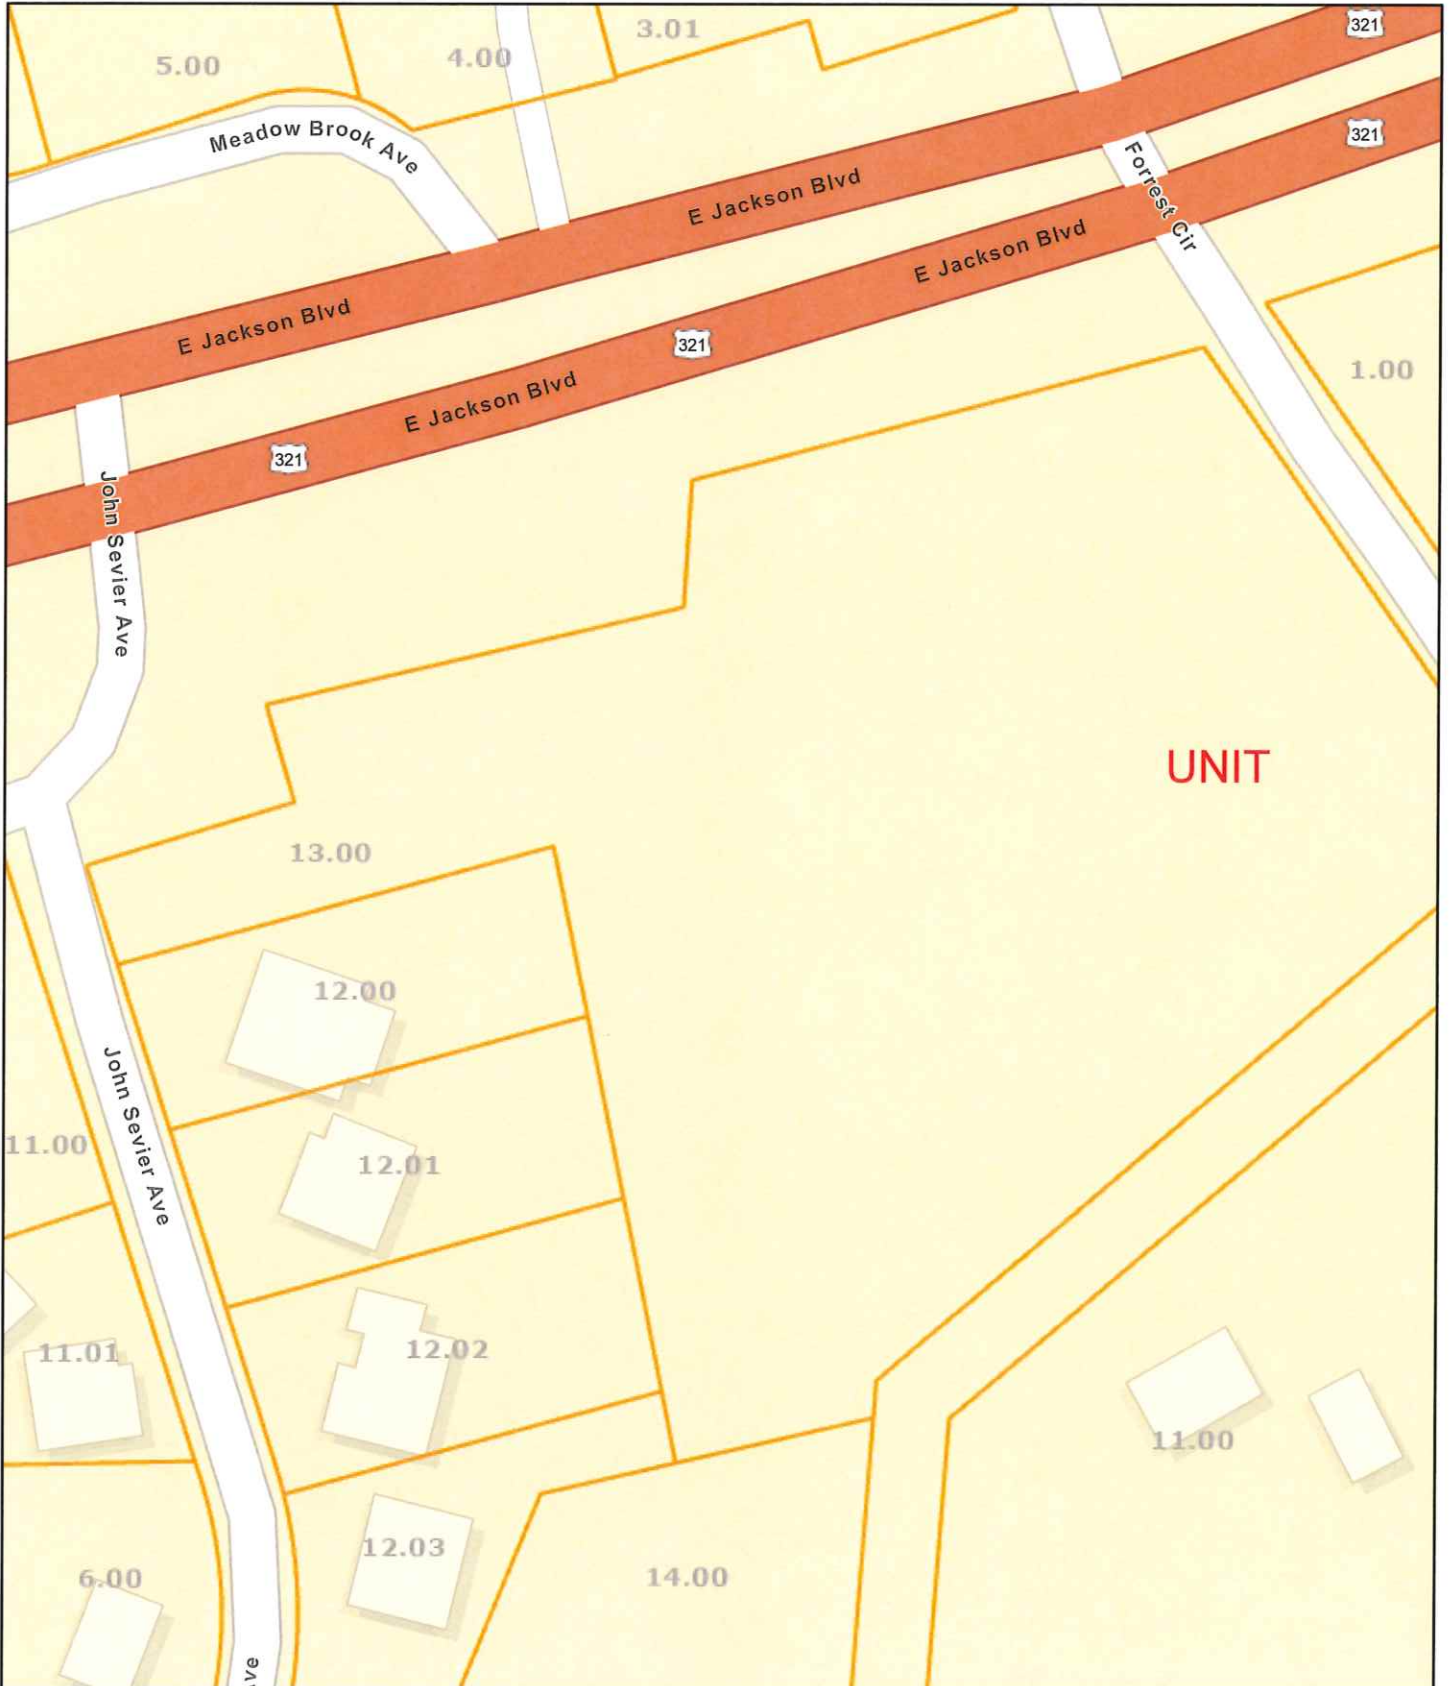 321
3.01
4.00
5.00
Meadow Brook Ave
321
Forrest Cir
E Jackson Blvd
E Jackson Blvd
E Jackson Blvd
321
1.00
E Jackson Blvd
321
John Sevier Ave
UNIT
13.00
12.00
John Sevier Ave
11.00
12.01
12.02
11.01
11.00
12.03
14.00
6.00
ve